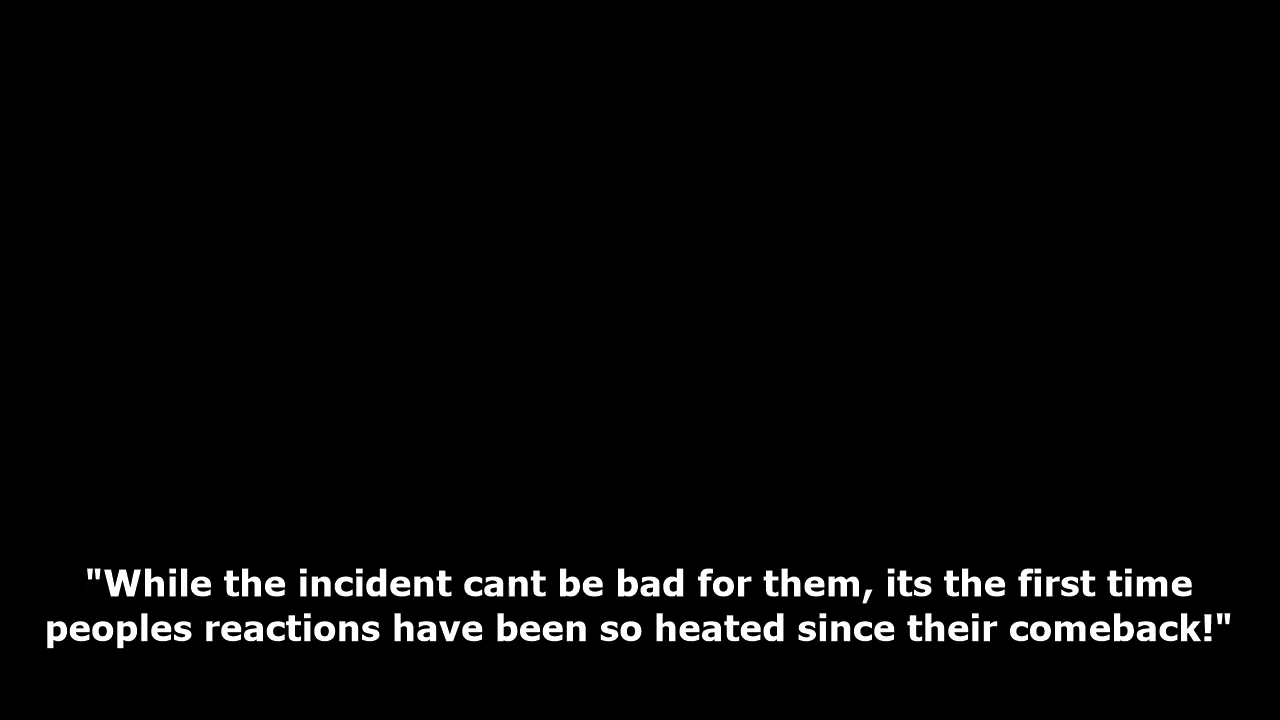 "While the incident cant be bad for them, its the first time
peoples reactions have been so heated since their comeback!"